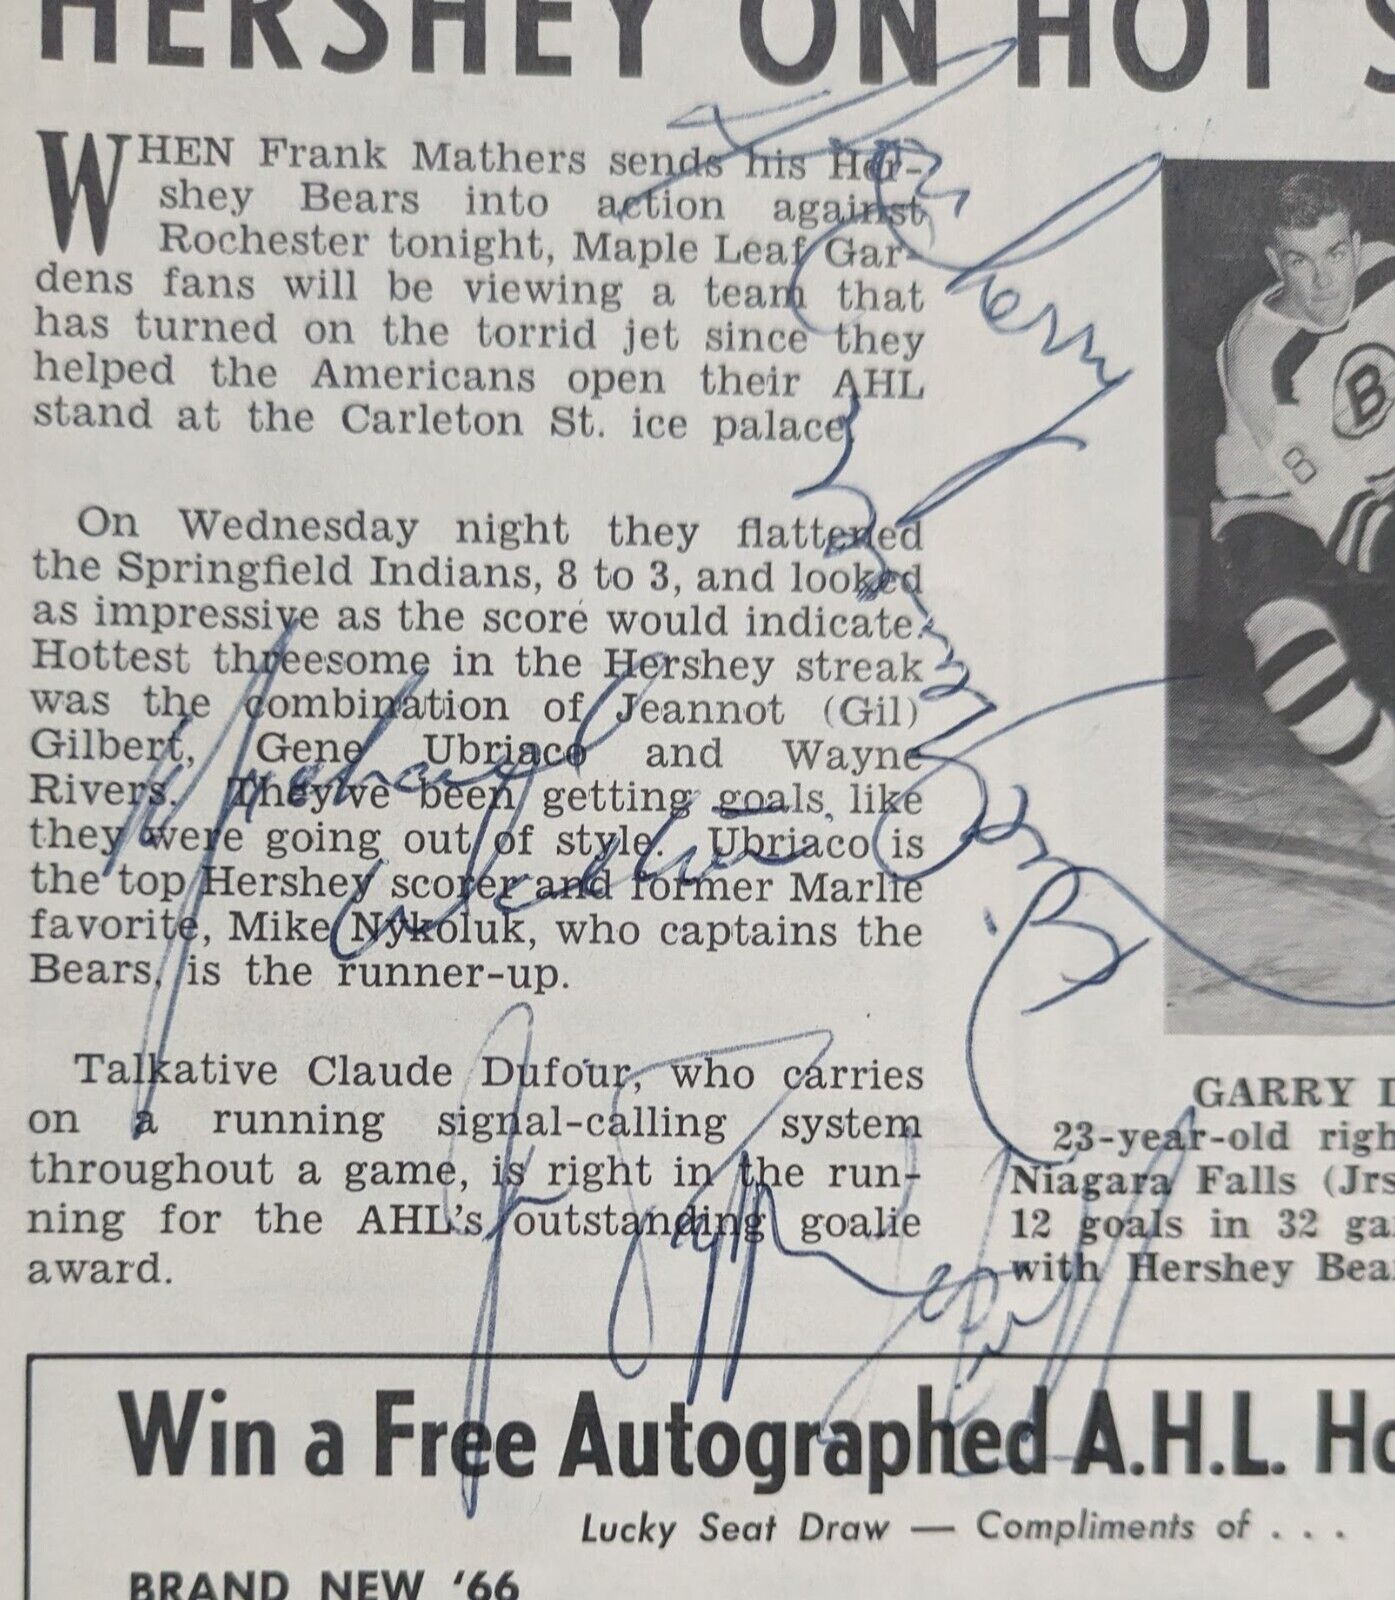 HERSHEY ON HOT
WHEN Frank Mathers sends his Her-
shey Bears into action against
Rochester tonight, Maple Leaf Gar-
dens fans will be viewing a team that
has turned on the torrid jet since they
helped the Americans open their AHL
stand at the Carleton St. ice palace.
On Wednesday night they flattened
the Springfield Indians, 8 to 3, and looked
as impressive as the score would indicate.
Hottest threesome in the Hershey streak
was the combination of Jeannot (Gil)
Gilbert, Gene Ubriaco and Wayne
Rivers. They've been getting goals like
they were going out of style. Ubriaco is
the top Hershey scorer and former Marlie
favorite, Mike Nykoluk, who captains the
Bears, is the runner-up.
Talkative Claude Dufour, who carries
on a running signal-calling system
throughout a game, is right in the run-
ning for the AHL's outstanding goalie
award.
B
8
GARRY
23-year-old
Niagara Falls (Jrs
12 goals in 32
with Hershey
Win a Free Autographed A.H.L.
Lucky Seat Draw — Compliments of . . .
BRAND NEW '66